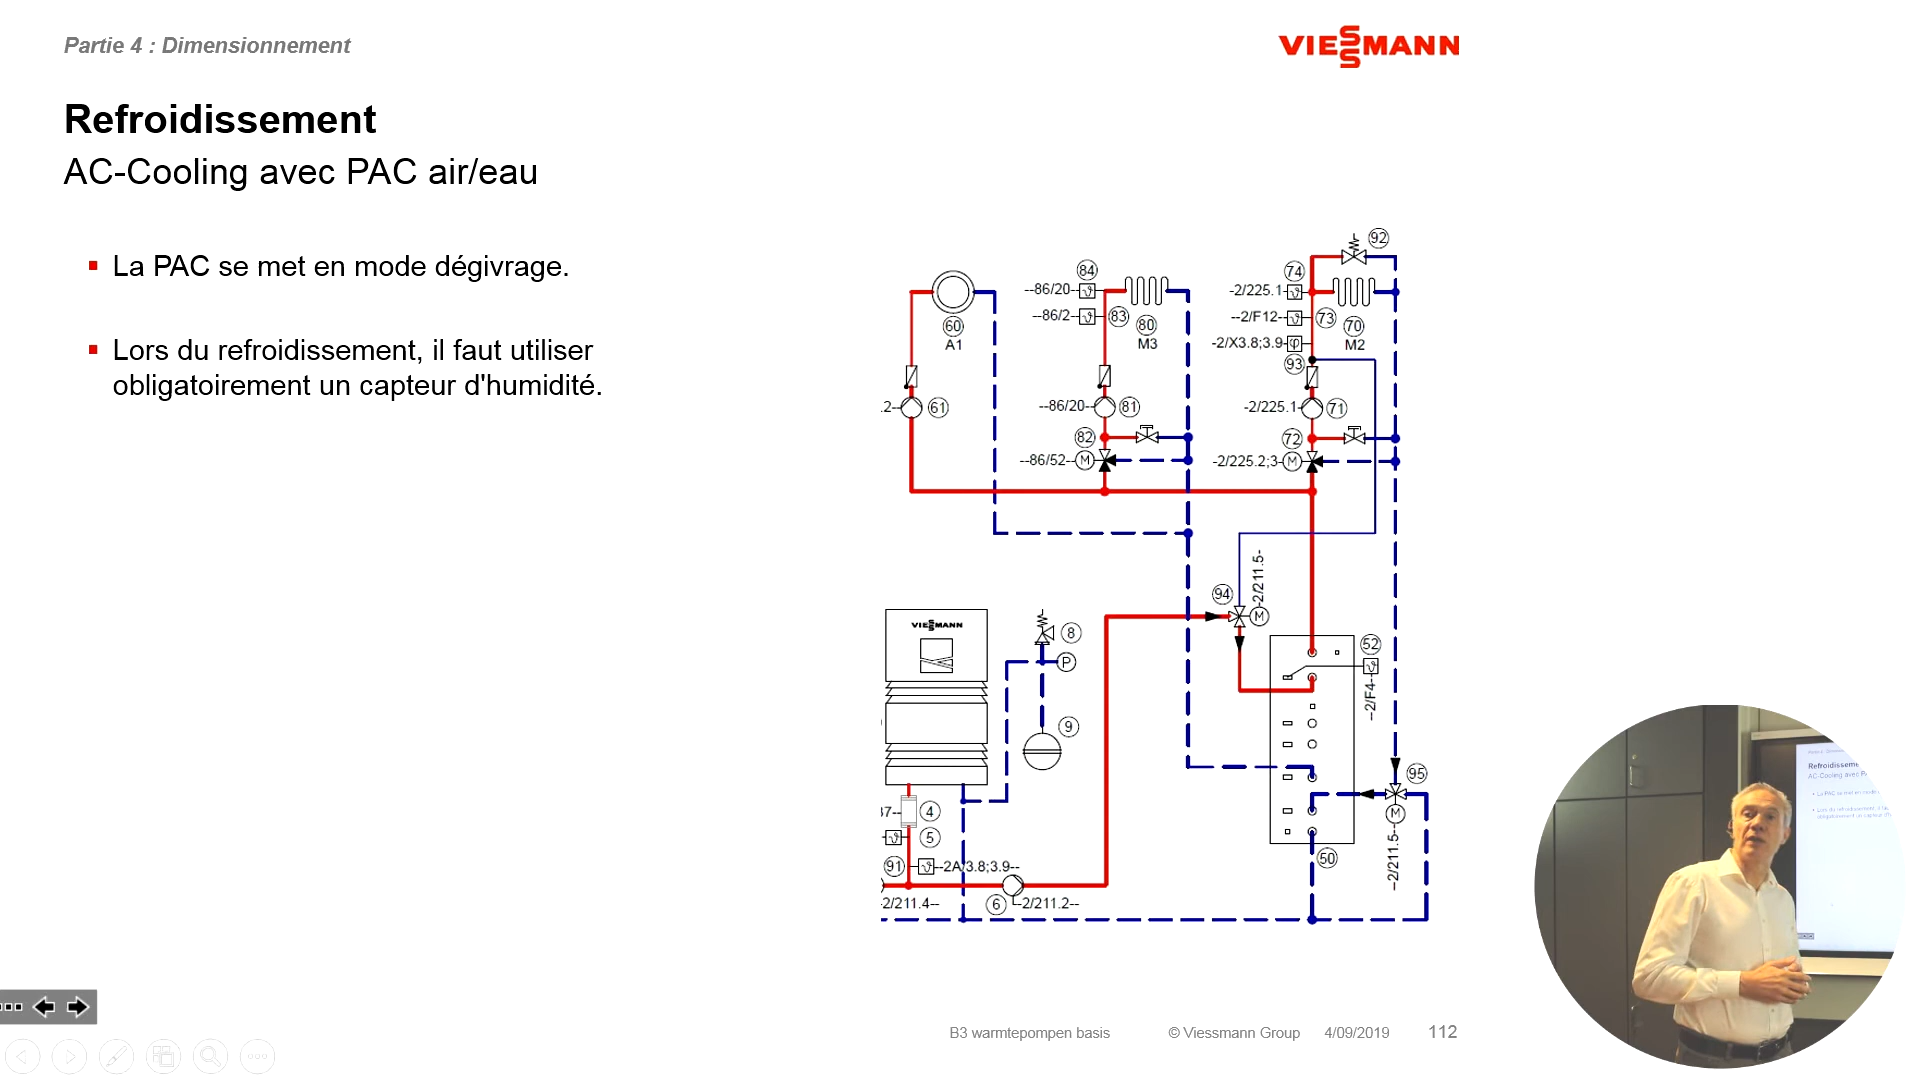 Partie 4 : Dimensionnement
VIESSMANN
Refroidissement
AC-Cooling avec PAC air/eau
La PAC se met en mode dégivrage.
Lors du refroidissement, il faut utiliser
obligatoirement un capteur d'humidité.
92
84
74
--86/20--
-2/225.1-
60
A1
--86/2--
83
80
M3
--2/F12--
73
70
M2
-2/X3.8;3.9-
93
.2--
61
--86/20--
81
-2/225.1-
71
82
72
--86/52--
M
-2/225.2;3-
M
94
-2/211.5-
M
VIESSMANN
8
P
52
--2/F4--
9
95
M
--2/211.5--
4
5
50
91
--2A/3.8;3.9--
2/211.4--
6
--2/211.2--
Refroidisseme
AC-Cooling avec P
B3 warmtepompen basis
© Viessmann Group
4/09/2019
112